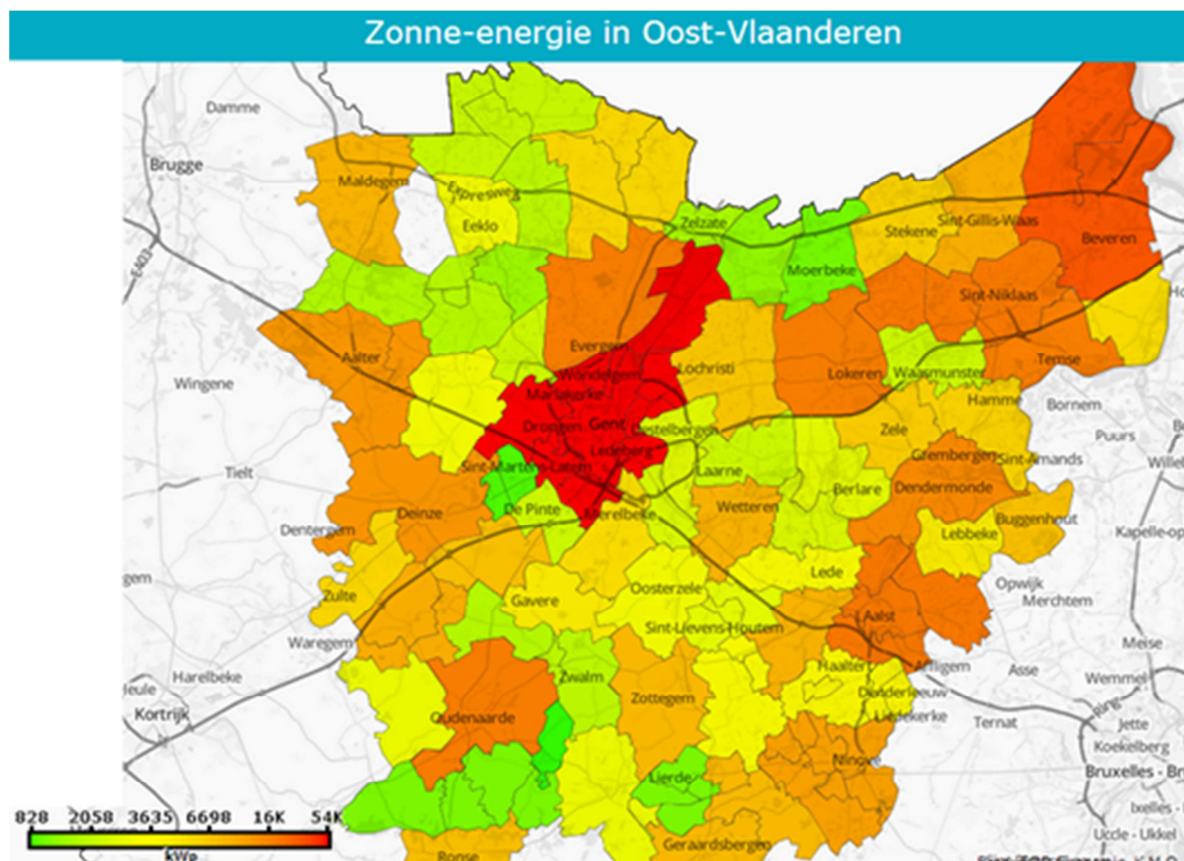 Zonne-energie in Oost-Vlaanderen
Damme
Brugge
Maldegem
Expresweg
Eeklo
Zelzate
Stekene
Sint-Gillis-Waas
Beveren
E403
Moerbeke
Sint-Niklaas
Evergem
Aalter
Temse
Wondelgem
Lochristi
Lokeren
Waasmunster
Wingene
Mariakerke
Hamme
Bornem
Drongen
Gent
Destelbergen
Zele
Puurs
Ledeberg
Grembergen
Sint-Amands
Sint-Martens-Latem
Laarne
Tielt
Dendermonde
Berlare
De Pinte
Merelbeke
Wetteren
Deinze
Buggenhout
Dentergem
Lebbeke
Kapelle-op
gem
Lede
Oosterzele
Opwijk
Zulte
Gavere
Merchtem
Aalst
Sint-Lievens-Houtem
Waregem
Meise
Haaltert
Affligem
Asse
Harelbeke
Zwalm
Wemmel
Denderleeuw
Zottegem
Ring
Kortrijk
Oudenaarde
Liedekerke
Ternat
Jette
Koekelberg
Ninove
Bruxelles - Br
Lierde
Ixelles -
828 2058 3635 6698 16K 54K
kWp
Uccle - Ukkel
Geraardsbergen
Ronse